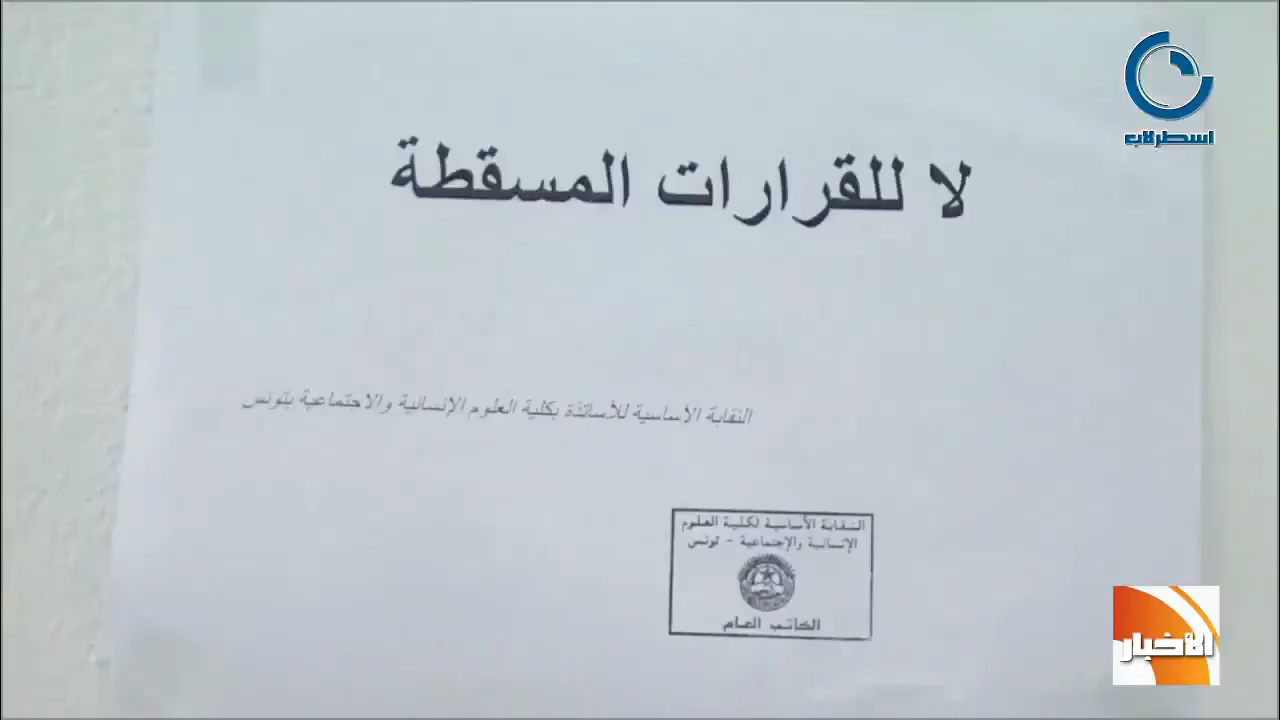 اسطرلاب
لا للقرارات المسقطة
النقابة الأساسية للأساتذة بكلية العلوم الإنسانية والاجتماعية بتونس
النقابة الأساسية لكلية العلوم
الإنسانية والإجتماعية - تونس
الكاتب العام
الأخبار